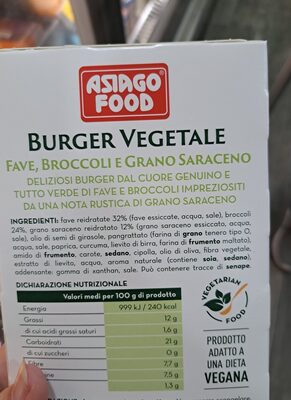 ASIAGO
FOOD
BURGER VEGETALE
FAVE, BROCCOLI E GRANO SARACENO
DELIZIOSI BURGER DAL CUORE GENUINO E
TUTTO VERDE DI FAVE E BROCCOLI IMPREZIOSITI
DA UNA NOTA RUSTICA DI GRANO SARACENO
INGREDIENTI: fave reidratate 32% (fave essiccate, acqua, sale), broccoli
24%, grano saraceno reidratato 12% (grano saraceno essiccato, acqua,
sale), olio di semi di girasole, pangrattato (farina di grano tenero tipo 0,
acqua, sale, paprica, curcuma, lievito di birra, farina di frumento maltato),
amido di frumento, carote, sedano, cipolla, olio di oliva, fibra vegetale,
estratto di lievito, acqua, aroma naturale (contiene soia, sedano),
addensante: gomma di xanthan, sale. Può contenere tracce di senape.
DICHIARAZIONE NUTRIZIONALE
Valori medi per 100 g di prodotto
Energia 999 kJ / 240 kcal
Grassi 12 g
di cui acidi grassi saturi 1,6 g
Carboidrati 21 g
di cui zuccheri 0 g
Fibre 7,7 g
7,5 g
1,3 g
VEGETARIAN
FOOD
PRODOTTO
ADATTO A
UNA DIETA
VEGANA